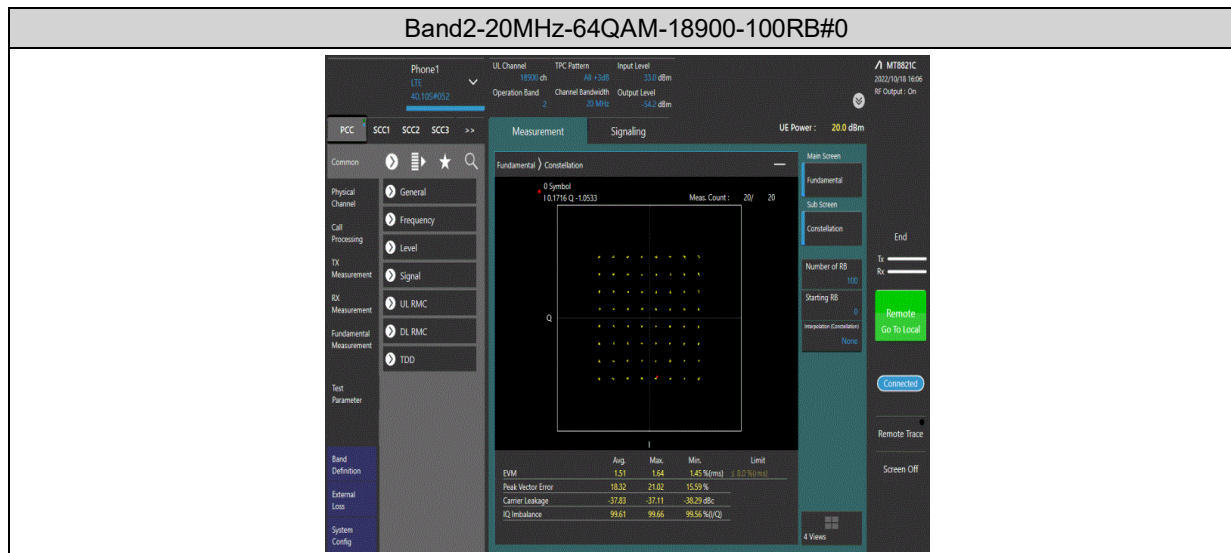 Band2-20MHz-64QAM-18900-100RB#0
Phone1
LTE
40.10S#052
UL Channel
18900 ch
TPC Pattern
All +3dB
Input Level
33.0 dBm
Operation Band
2
Channel Bandwidth
20 MHz
Output Level
-54.2 dBm
MT8821C
2022/10/18 16:06
RF Output : On
PCC SCC1 SCC2 SCC3 >>
Measurement Signaling
UE Power : 20.0 dBm
Common
Physical
Channel
Call
Processing
TX
Measurement
RX
Measurement
Fundamental
Measurement
Test
Parameter
Band
Definition
External
Loss
System
Config
General
Frequency
Level
Signal
UL RMC
DL RMC
TDD
Fundamental Constellation
0 Symbol
I 0.1716 Q -1.0533
Meas. Count : 20/ 20
Q
I
Avg. Max. Min. Limit
EVM 1.51 1.64 1.45 %(rms) ≤ 8.0 %(rms)
Peak Vector Error 18.32 21.02 15.59 %
Carrier Leakage -37.83 -37.11 -38.29 dBc
IQ Imbalance 99.61 99.66 99.56 %(I/Q)
Main Screen
Fundamental
Sub Screen
Constellation
Number of RB
100
Starting RB
0
Interpolation (Constellation)
None
4 Views
End
Tx
Rx
Remote
Go To Local
Connected
Remote Trace
Screen Off